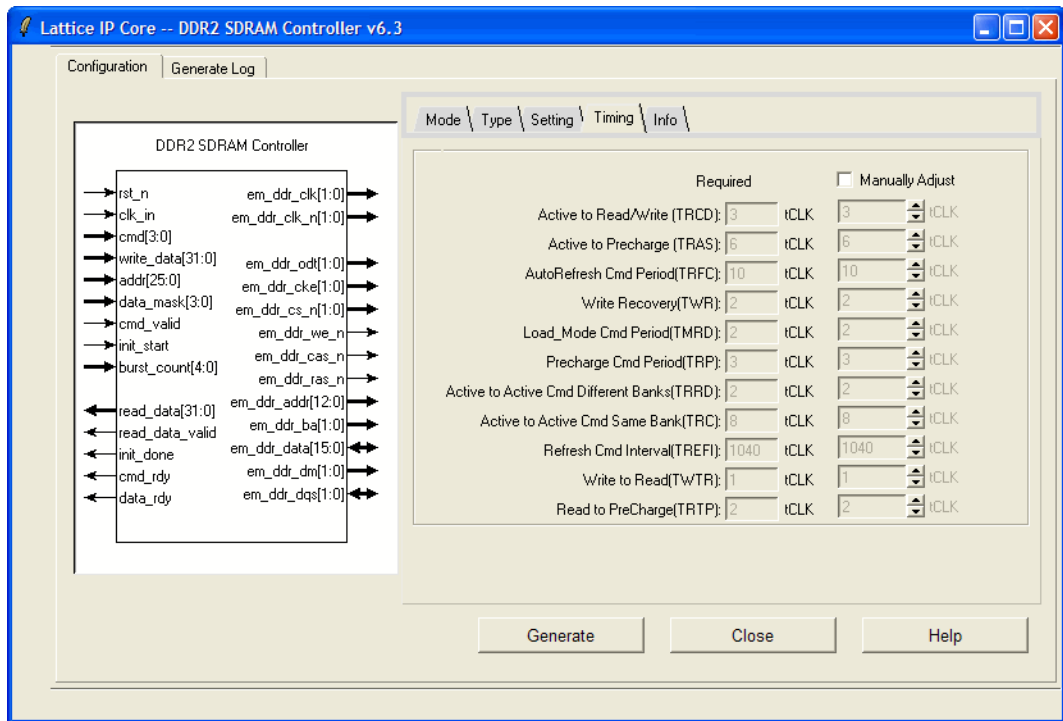 Lattice IP Core -- DDR2 SDRAM Controller v6.3
Configuration Generate Log
Mode Type Setting Timing Info
DDR2 SDRAM Controller
rst_n
clk_in
cmd[3:0]
write_data[31:0]
addr[25:0]
data_mask[3:0]
cmd_valid
init_start
burst_count[4:0]
read_data[31:0]
read_data_valid
init_done
cmd_rdy
data_rdy
em_ddr_clk[1:0]
em_ddr_clk_n[1:0]
em_ddr_odt[1:0]
em_ddr_cke[1:0]
em_ddr_cs_n[1:0]
em_ddr_we_n
em_ddr_cas_n
em_ddr_ras_n
em_ddr_addr[12:0]
em_ddr_ba[1:0]
em_ddr_data[15:0]
em_ddr_dm[1:0]
em_ddr_dqs[1:0]
Required Manually Adjust
Active to Read/Write (TRCD): 3 tCLK 3 tCLK
Active to Precharge (TRAS): 6 tCLK 6 tCLK
AutoRefresh Cmd Period(TRFC): 10 tCLK 10 tCLK
Write Recovery(TWR): 2 tCLK 2 tCLK
Load_Mode Cmd Period(TMRD): 2 tCLK 2 tCLK
Precharge Cmd Period(TRP): 3 tCLK 3 tCLK
Active to Active Cmd Different Banks(TRRD): 2 tCLK 2 tCLK
Active to Active Cmd Same Bank(TRC): 8 tCLK 8 tCLK
Refresh Cmd Interval(TREFI): 1040 tCLK 1040 tCLK
Write to Read(TWTR): 1 tCLK 1 tCLK
Read to PreCharge(TRTP): 2 tCLK 2 tCLK
Generate Close Help